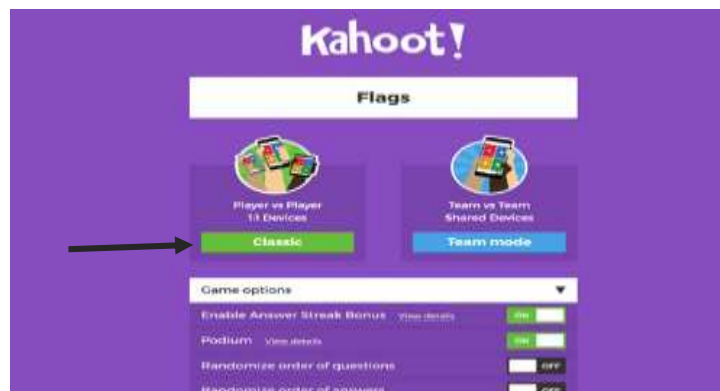 Kahoot!
Flags
Player vs Player
1:1 Devices
Classic
Team vs Team
Shared Devices
Team mode
Game options
Enable Answer Streak Bonus View details ON
Podium View details ON
Randomize order of questions OFF
Randomize order of answers OFF